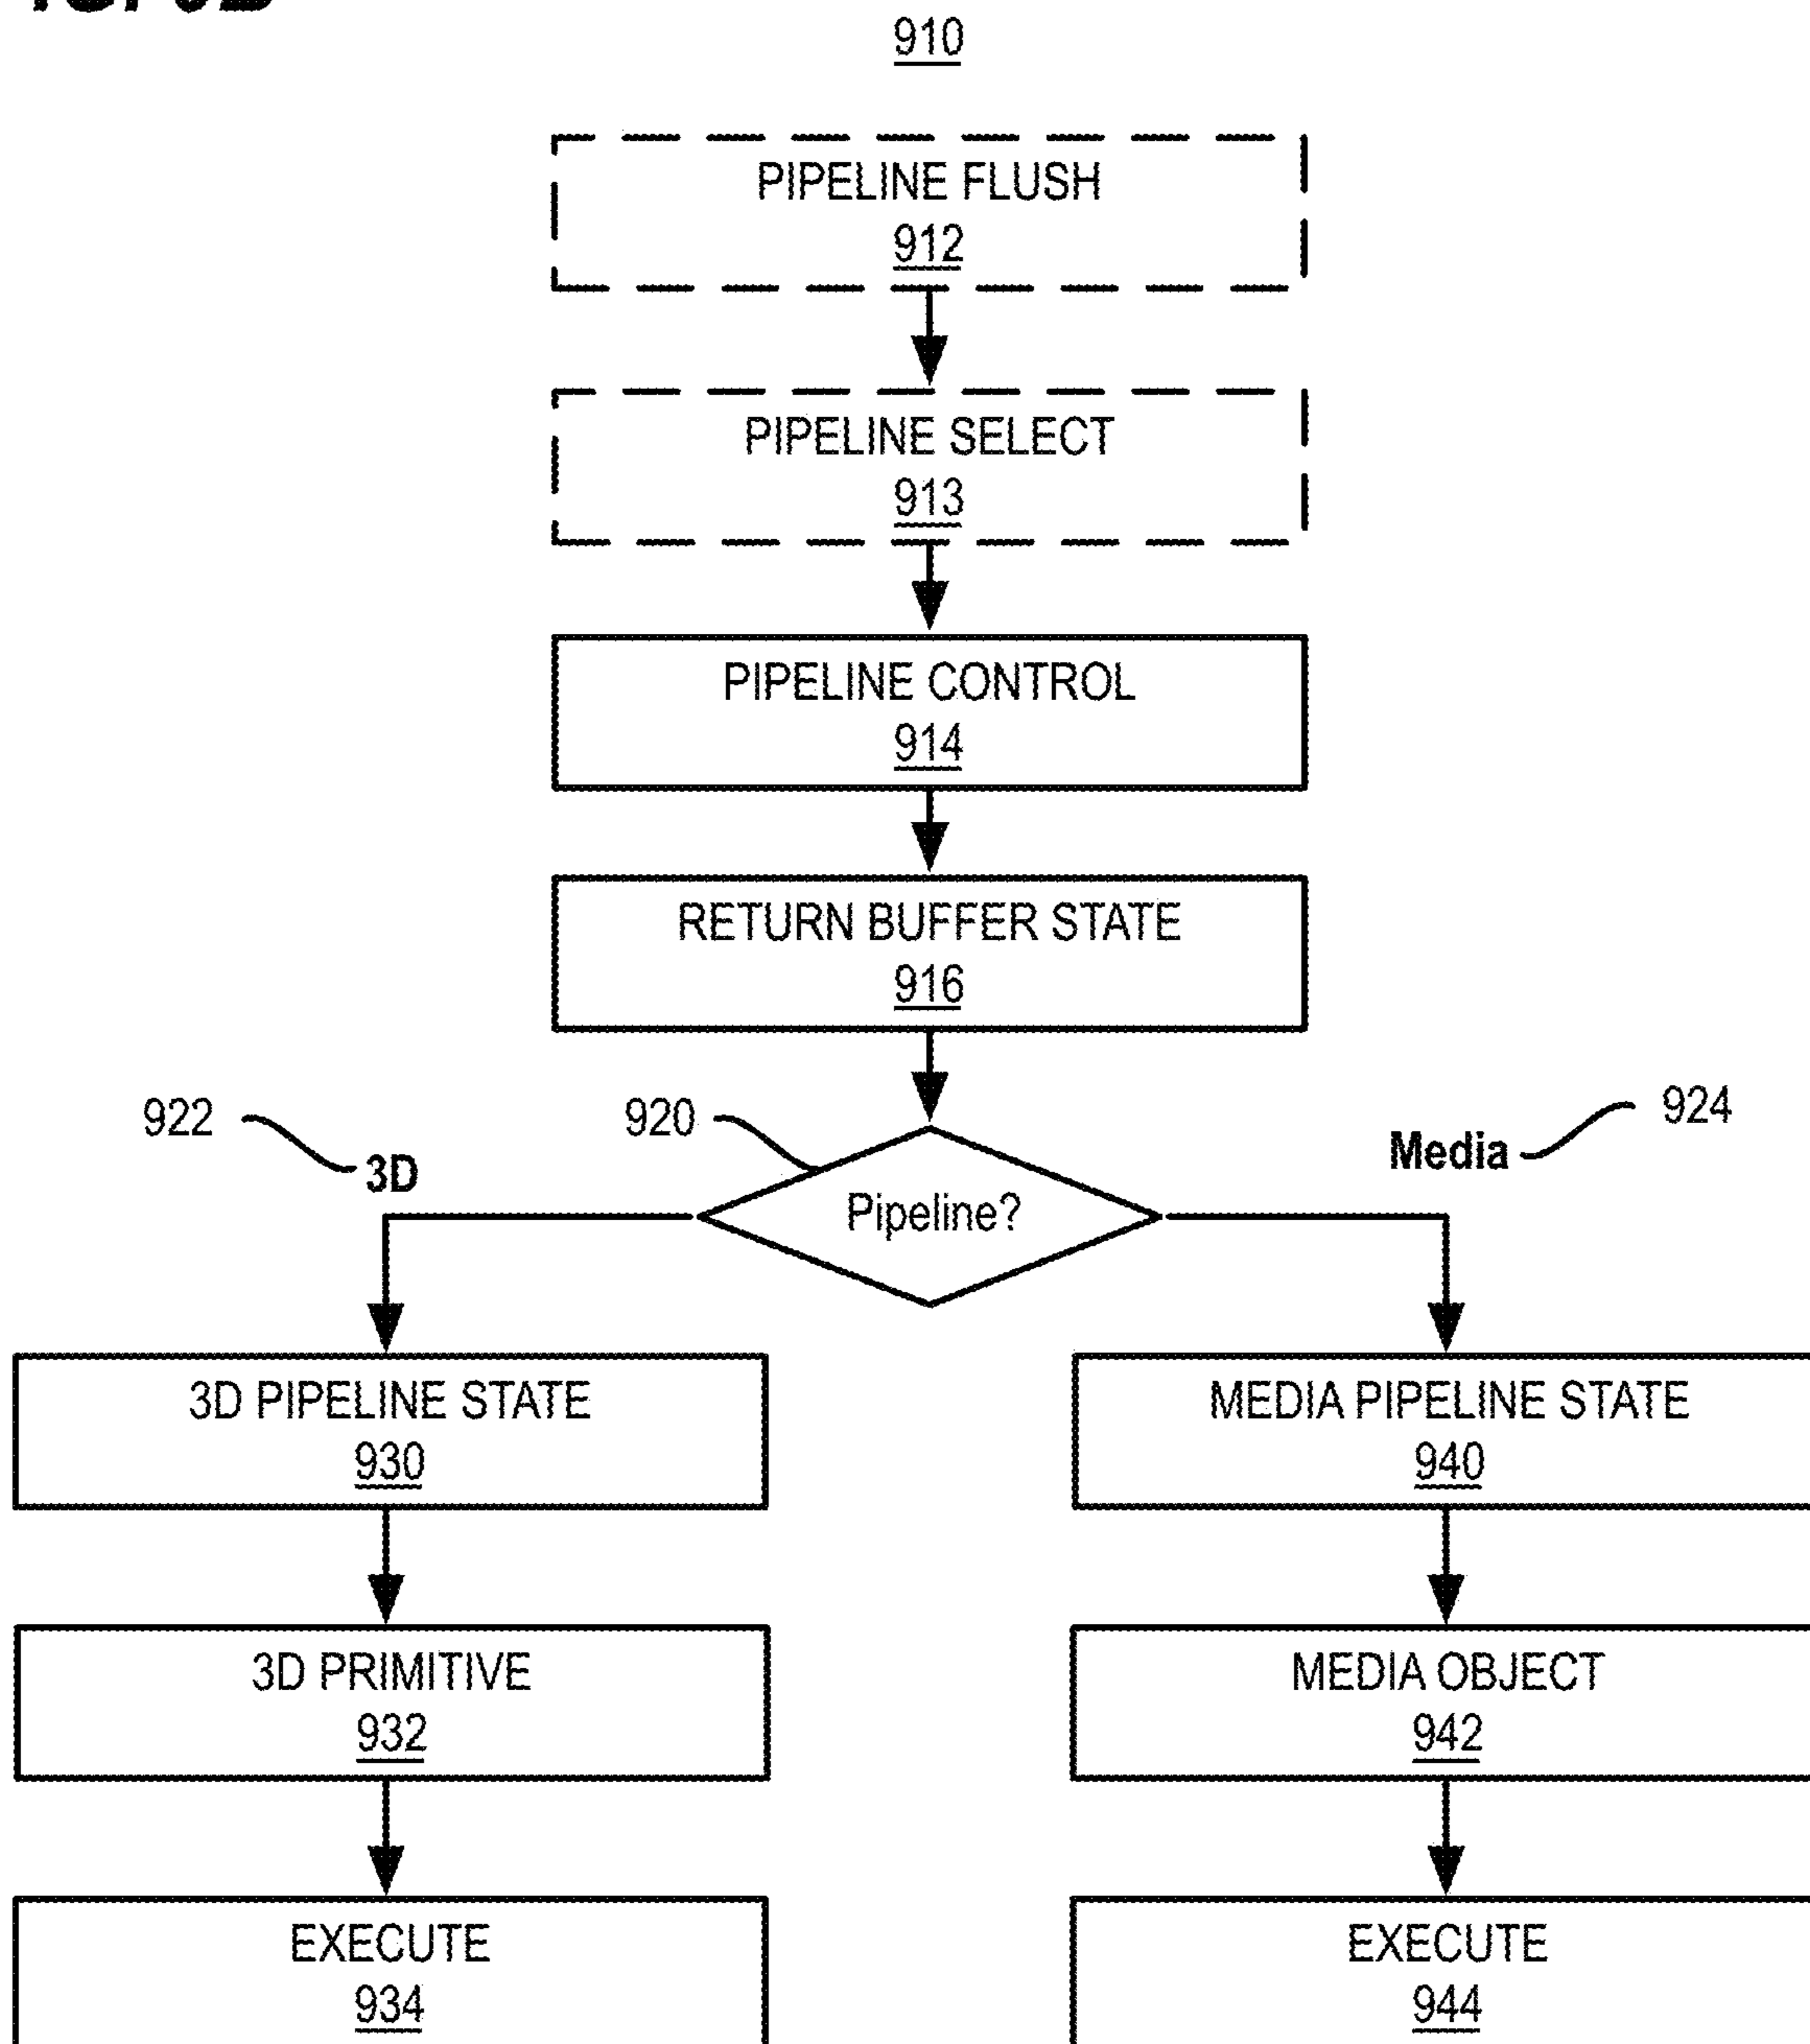 910
PIPELINE FLUSH
912
PIPELINE SELECT
913
PIPELINE CONTROL
914
RETURN BUFFER STATE
916
922
920
924
3D
Media
Pipeline?
3D PIPELINE STATE
930
MEDIA PIPELINE STATE
940
3D PRIMITIVE
932
MEDIA OBJECT
942
EXECUTE
934
EXECUTE
944